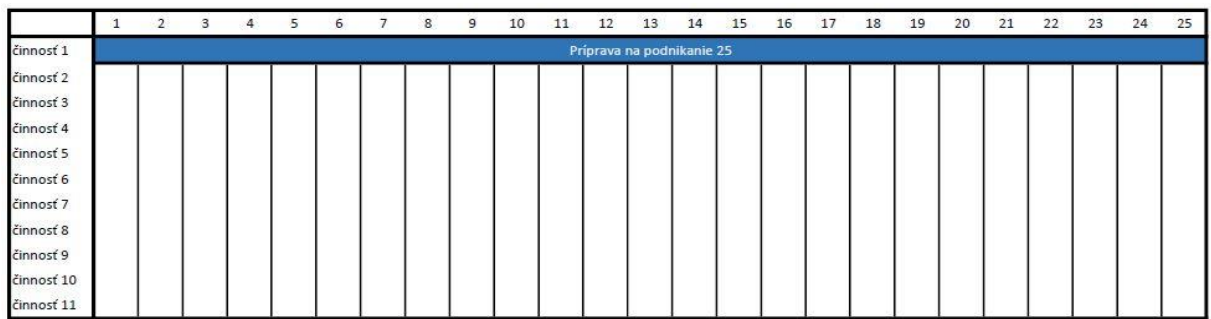 1 2 3 4 5 6 7 8 9 10 11 12 13 14 15 16 17 18 19 20 21 22 23 24 25
činnosť 1 Príprava na podnikanie 25
činnosť 2
činnosť 3
činnosť 4
činnosť 5
činnosť 6
činnosť 7
činnosť 8
činnosť 9
činnosť 10
činnosť 11